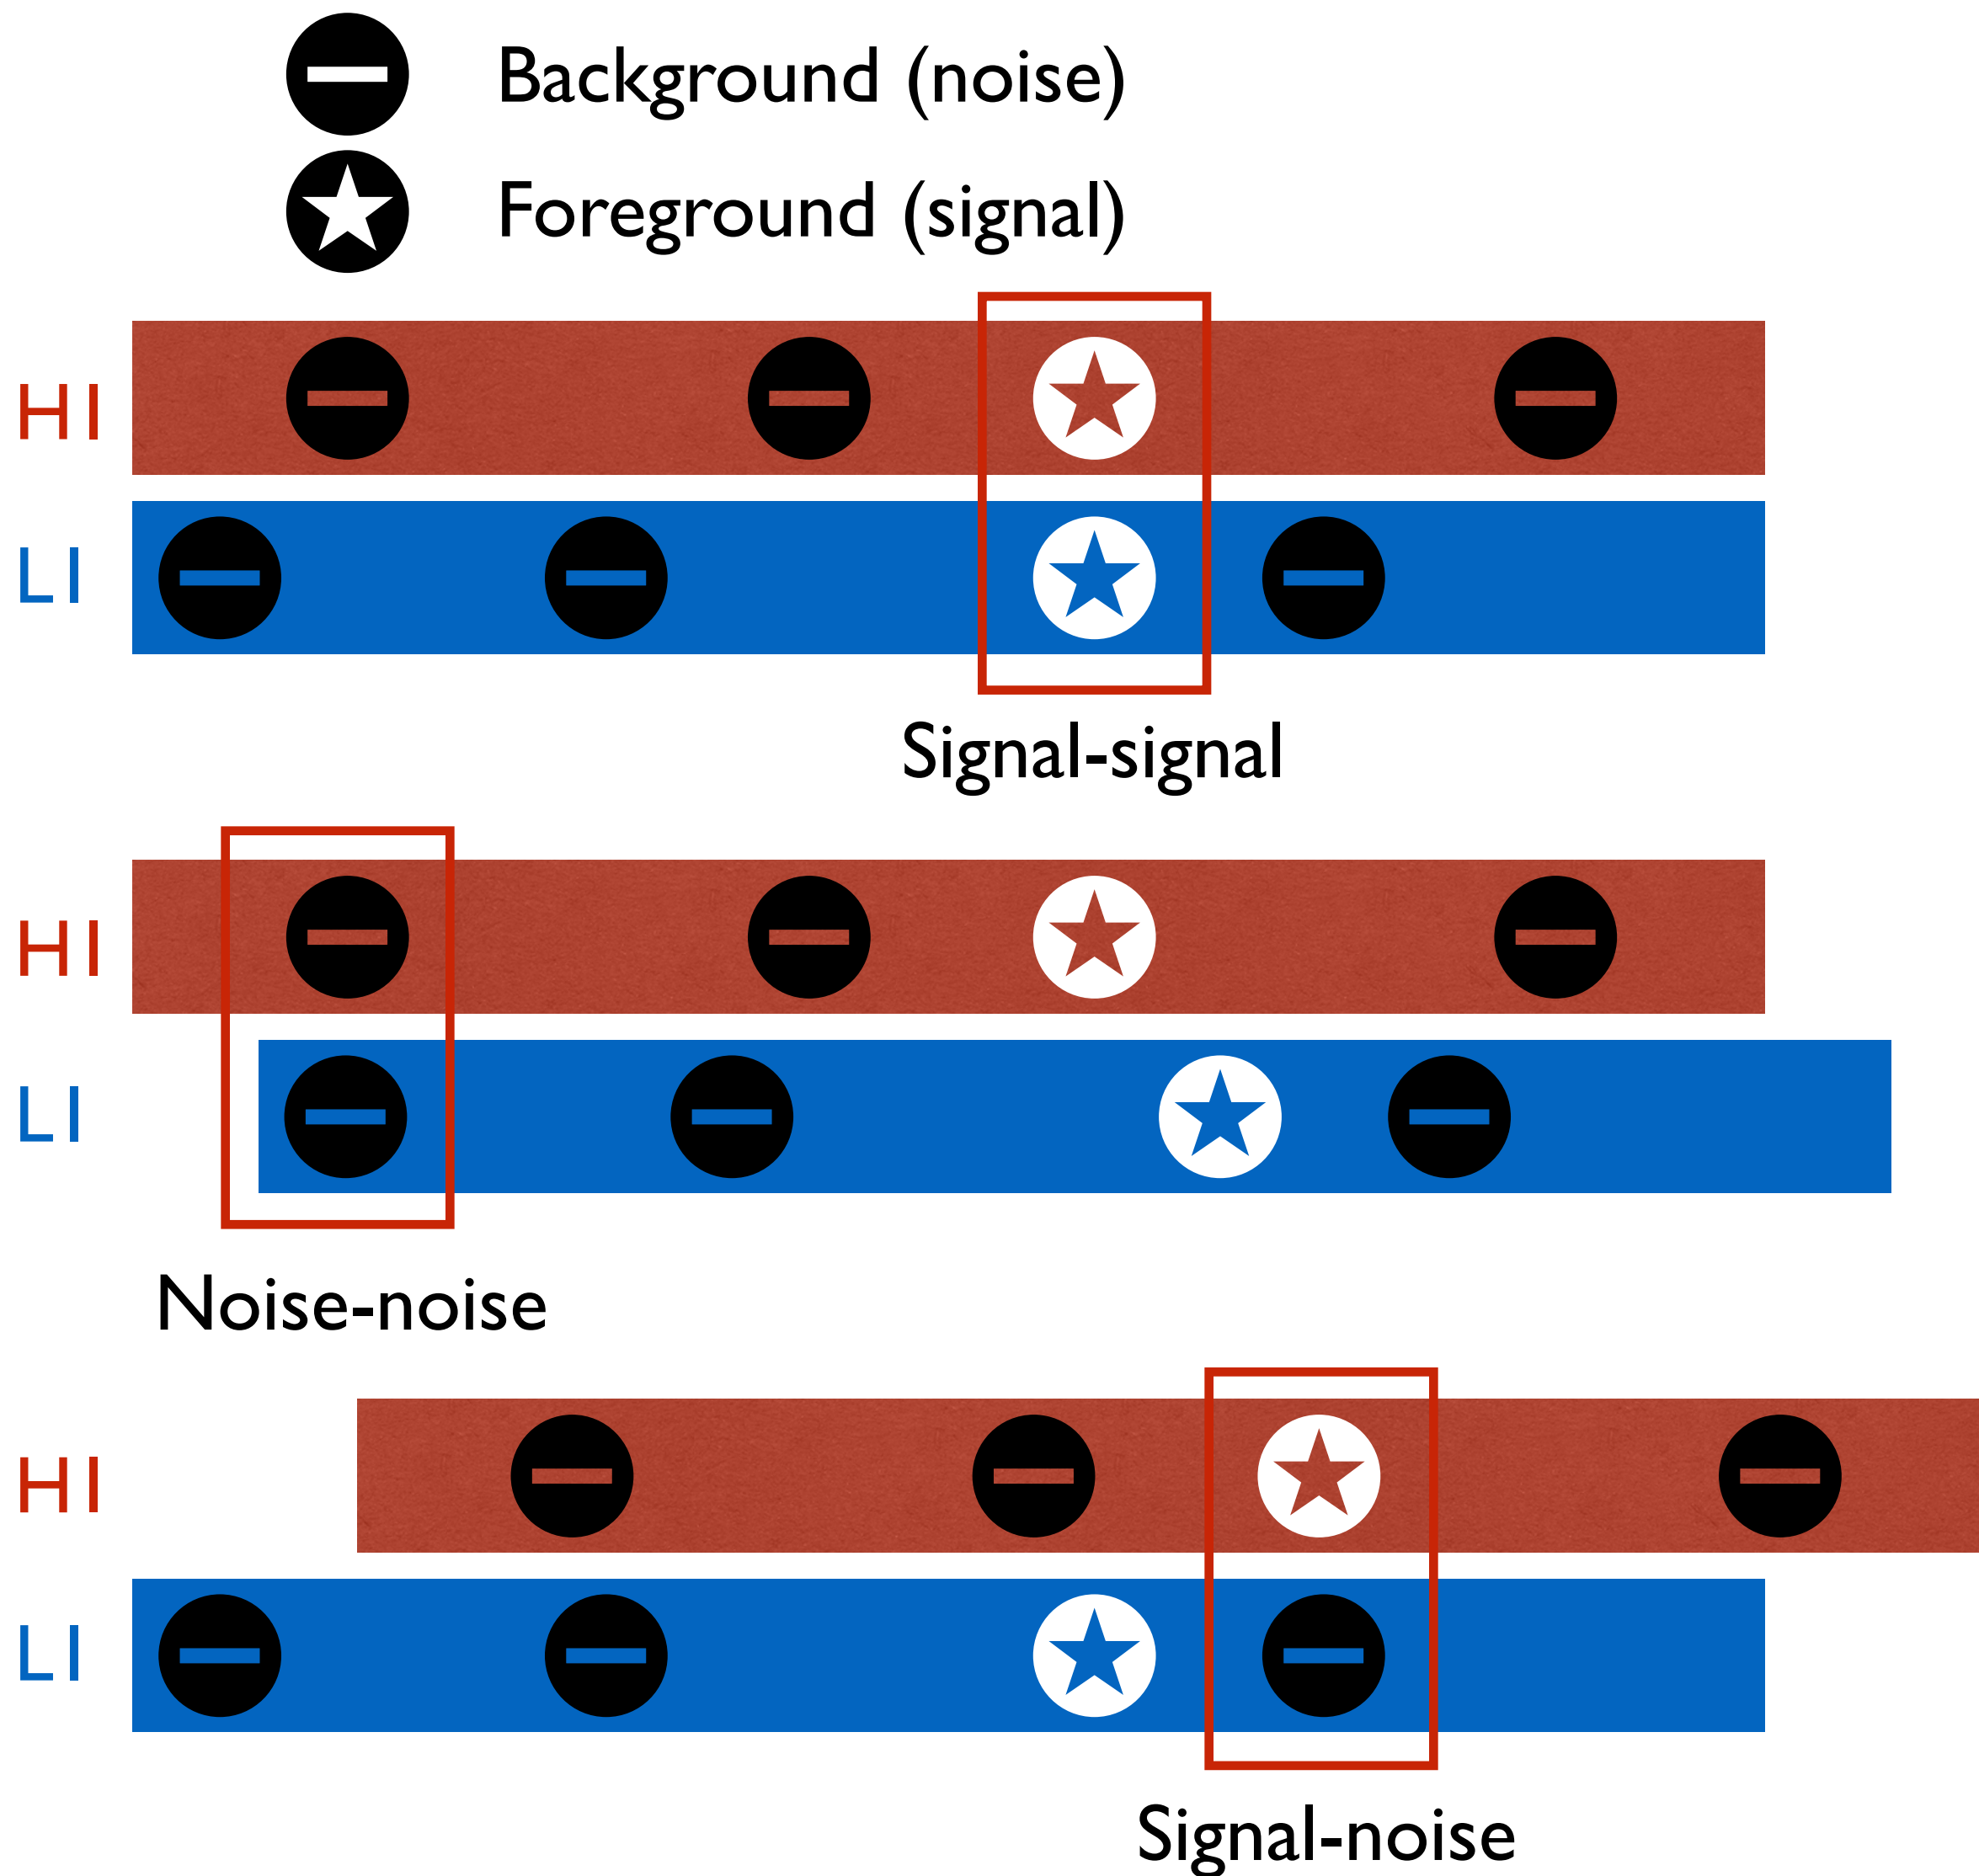 Background (noise)
Foreground (signal)
H1
L1
Signal-signal
H1
L1
Noise-noise
H1
L1
Signal-noise